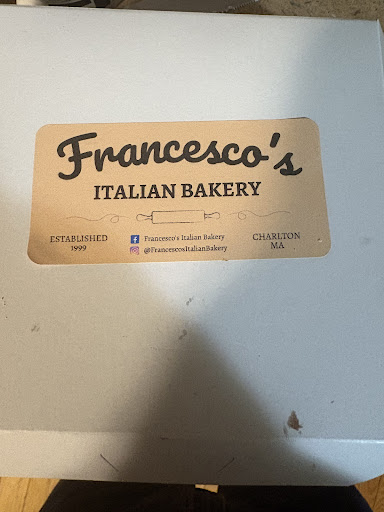 Francesco's
ITALIAN BAKERY
ESTABLISHED
1999
Francesco's Italian Bakery
@FrancescosItalianBakery
CHARLTON
MA